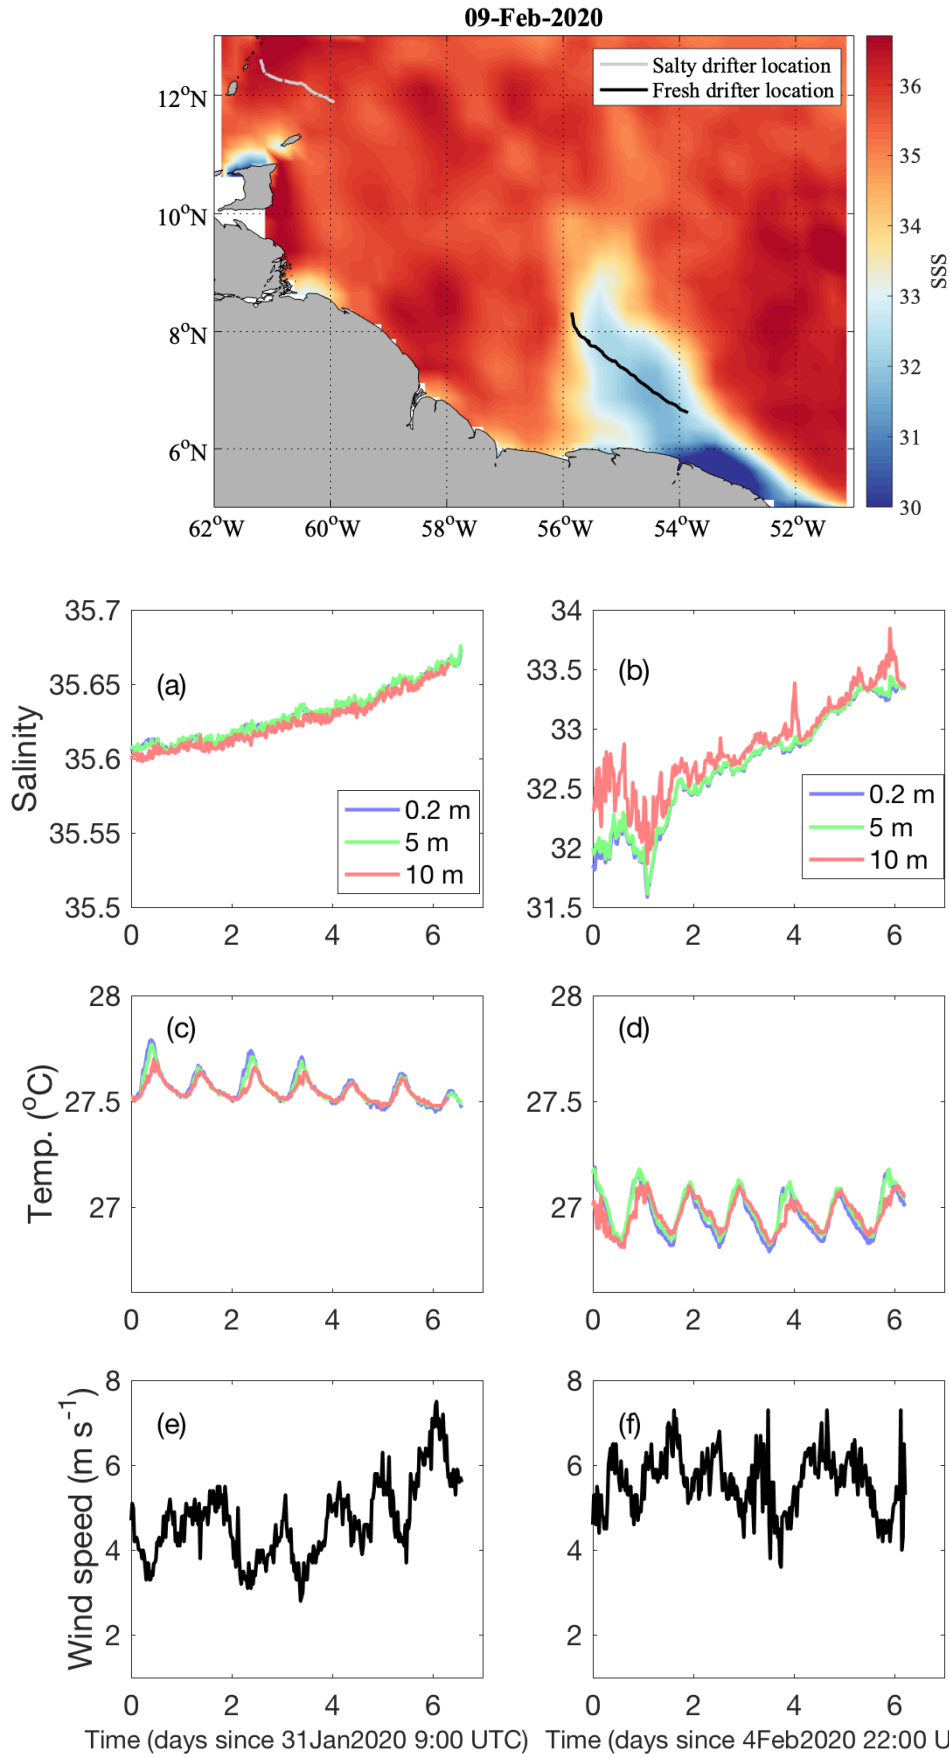 09-Feb-2020
Salty drifter location
Fresh drifter location
12°N
10°N
8°N
6°N
62°W 60°W 58°W 56°W 54°W 52°W
36
35
34
33
32
31
30
SSS
35.7
35.65
35.6
35.55
35.5
Salinity
(a)
0.2 m
5 m
10 m
0 2 4 6
34
33.5
33
32.5
32
31.5
(b)
0.2 m
5 m
10 m
0 2 4 6
28
27.5
27
Temp. (°C)
(c)
0 2 4 6
28
27.5
27
(d)
0 2 4 6
8
6
4
2
Wind speed (m s⁻¹)
(e)
0 2 4 6
Time (days since 31Jan2020 9:00 UTC)
8
6
4
2
(f)
0 2 4 6
Time (days since 4Feb2020 22:00 U